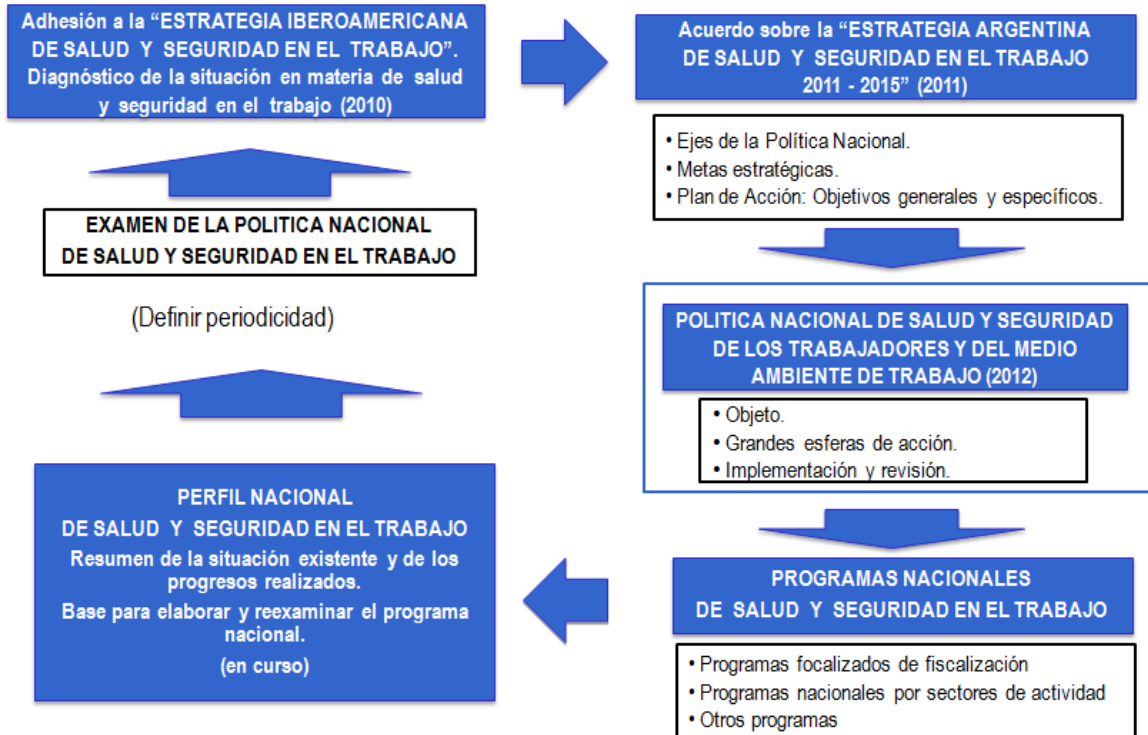 Adhesión a la “ESTRATEGIA IBEROAMERICANA
DE SALUD Y SEGURIDAD EN EL TRABAJO”.
Diagnóstico de la situación en materia de salud
y seguridad en el trabajo (2010)
Acuerdo sobre la “ESTRATEGIA ARGENTINA
DE SALUD Y SEGURIDAD EN EL TRABAJO
2011 - 2015” (2011)
• Ejes de la Política Nacional.
• Metas estratégicas.
• Plan de Acción: Objetivos generales y específicos.
POLITICA NACIONAL DE SALUD Y SEGURIDAD
DE LOS TRABAJADORES Y DEL MEDIO
AMBIENTE DE TRABAJO (2012)
• Objeto.
• Grandes esferas de acción.
• Implementación y revisión.
PROGRAMAS NACIONALES
DE SALUD Y SEGURIDAD EN EL TRABAJO
• Programas focalizados de fiscalización
• Programas nacionales por sectores de actividad
• Otros programas
PERFIL NACIONAL
DE SALUD Y SEGURIDAD EN EL TRABAJO
Resumen de la situación existente y de los
progresos realizados.
Base para elaborar y reexaminar el programa
nacional.
(en curso)
(Definir periodicidad)
EXAMEN DE LA POLITICA NACIONAL
DE SALUD Y SEGURIDAD EN EL TRABAJO